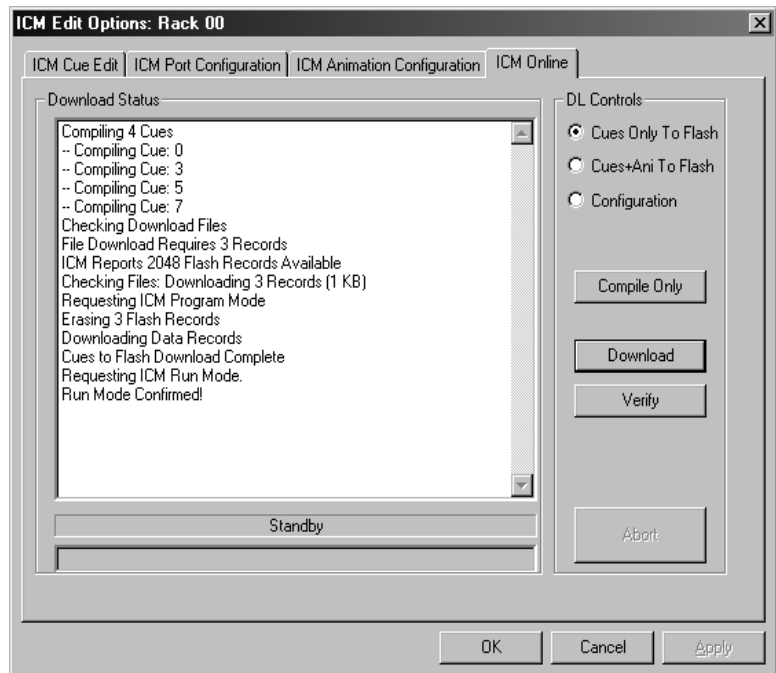 ICM Edit Options: Rack 00
ICM Cue Edit
ICM Port Configuration
ICM Animation Configuration
ICM Online
Download Status
Compiling 4 Cues
-- Compiling Cue: 0
-- Compiling Cue: 3
-- Compiling Cue: 5
-- Compiling Cue: 7
Checking Download Files
File Download Requires 3 Records
ICM Reports 2048 Flash Records Available
Checking Files: Downloading 3 Records (1 KB)
Requesting ICM Program Mode
Erasing 3 Flash Records
Downloading Data Records
Cues to Flash Download Complete
Requesting ICM Run Mode.
Run Mode Confirmed!
Standby
DL Controls
Cues Only To Flash
Cues+Ani To Flash
Configuration
Compile Only
Download
Verify
Abort
OK
Cancel
Apply